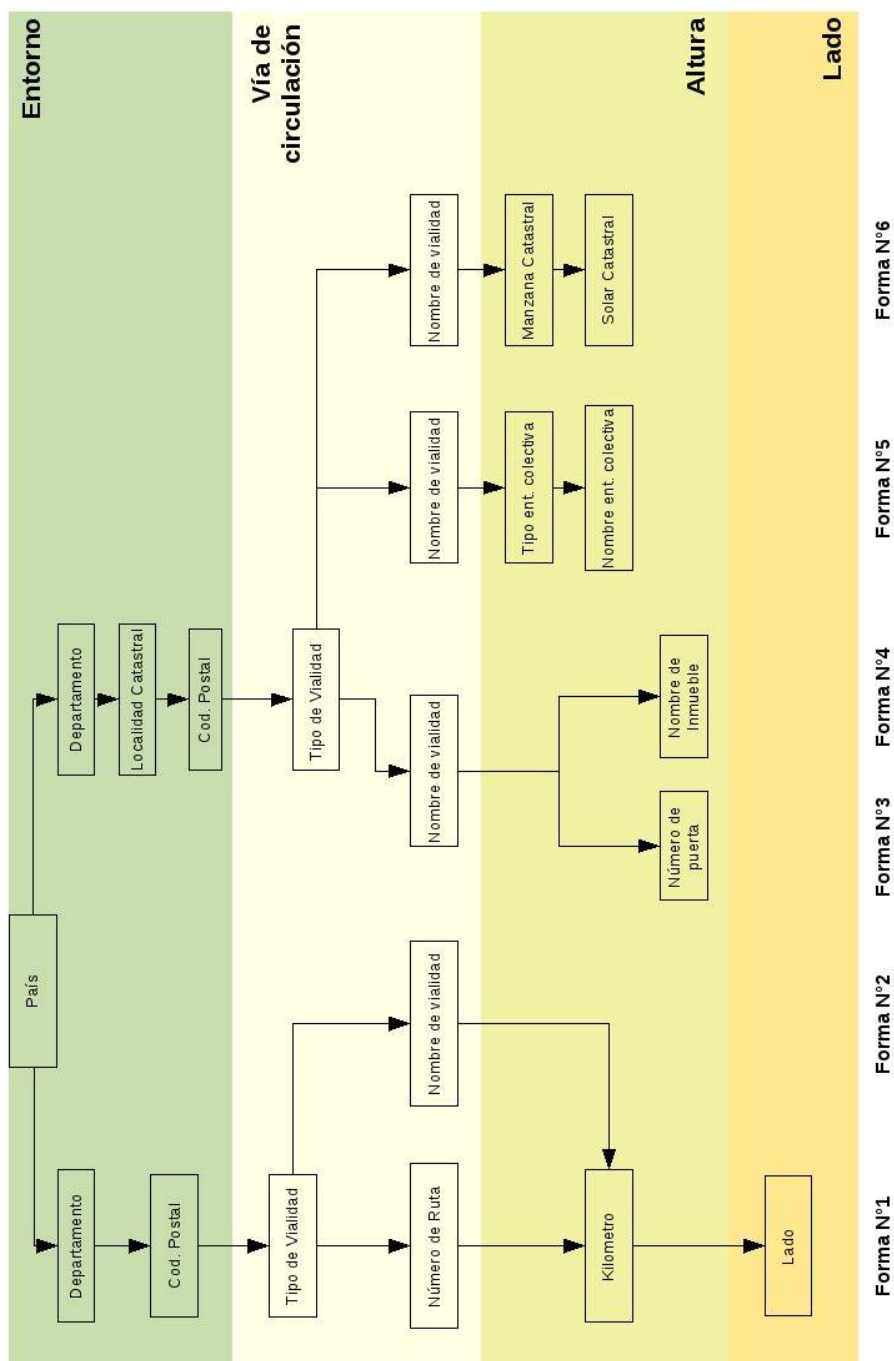 Entorno
País
Departamento
Cod. Postal
Departamento
Localidad Catastral
Cod. Postal
Vía de
circulación
Tipo de Vialidad
Número de Ruta
Nombre de vialidad
Tipo de Vialidad
Nombre de vialidad
Nombre de vialidad
Nombre de vialidad
Altura
Kilometro
Número de
puerta
Nombre de
Inmueble
Tipo ent. colectiva
Nombre ent. colectiva
Manzana Catastral
Solar Catastral
Lado
Lado
Forma N°1
Forma N°2
Forma N°3
Forma N°4
Forma N°5
Forma N°6